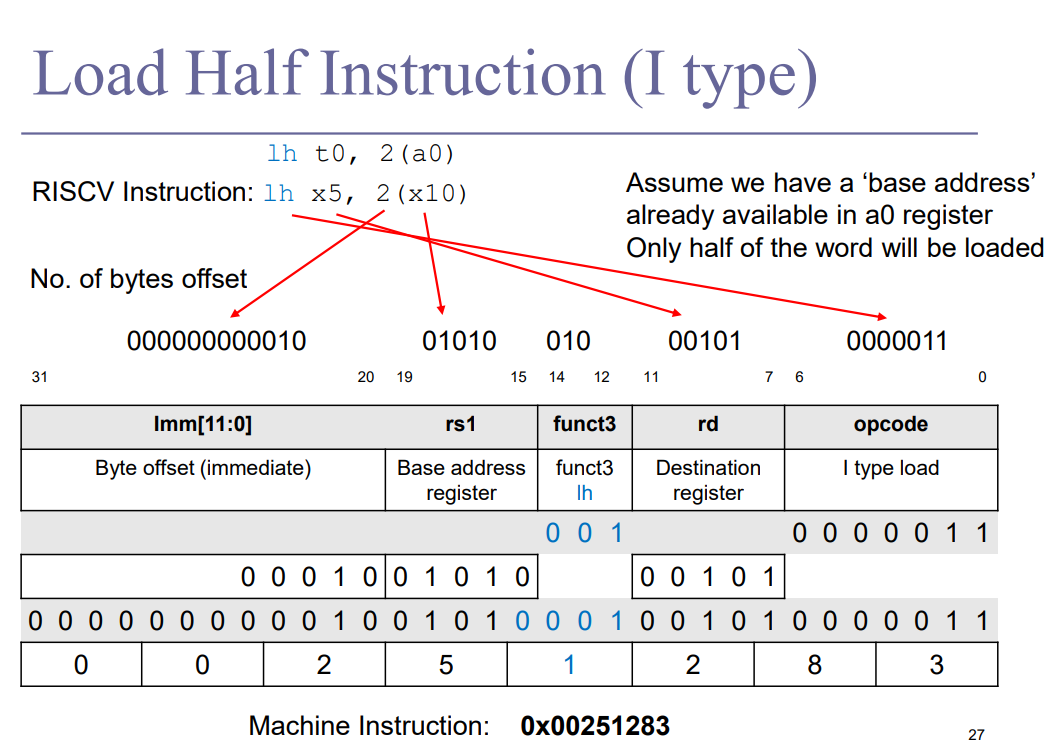 Load Half Instruction (I type)
lh t0, 2(a0)
RISCV Instruction: lh x5, 2(x10)
Assume we have a ‘base address’
already available in a0 register
Only half of the word will be loaded
No. of bytes offset
000000000010 01010 010 00101 0000011
31 20 19 15 14 12 11 7 6 0
Imm[11:0] rs1 funct3 rd opcode
Byte offset (immediate) Base address register funct3 lh Destination register I type load
0 0 1 0 0 0 0 0 1 1
0 0 0 1 0 0 1 0 1 0 0 0 1 0 1
0 0 0 0 0 0 0 0 0 0 1 0 0 1 0 1 0 0 0 1 0 0 1 0 1 0 0 0 0 0 1 1
0 0 2 5 1 2 8 3
Machine Instruction: 0x00251283
27